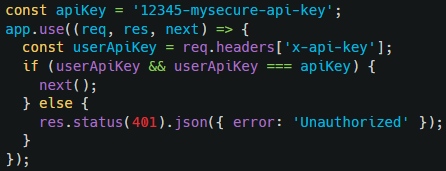 const apiKey = '12345-mysecure-api-key';
app.use((req, res, next) => {
  const userApiKey = req.headers['x-api-key'];
  if (userApiKey && userApiKey === apiKey) {
    next();
  } else {
    res.status(401).json({ error: 'Unauthorized' });
  }
});